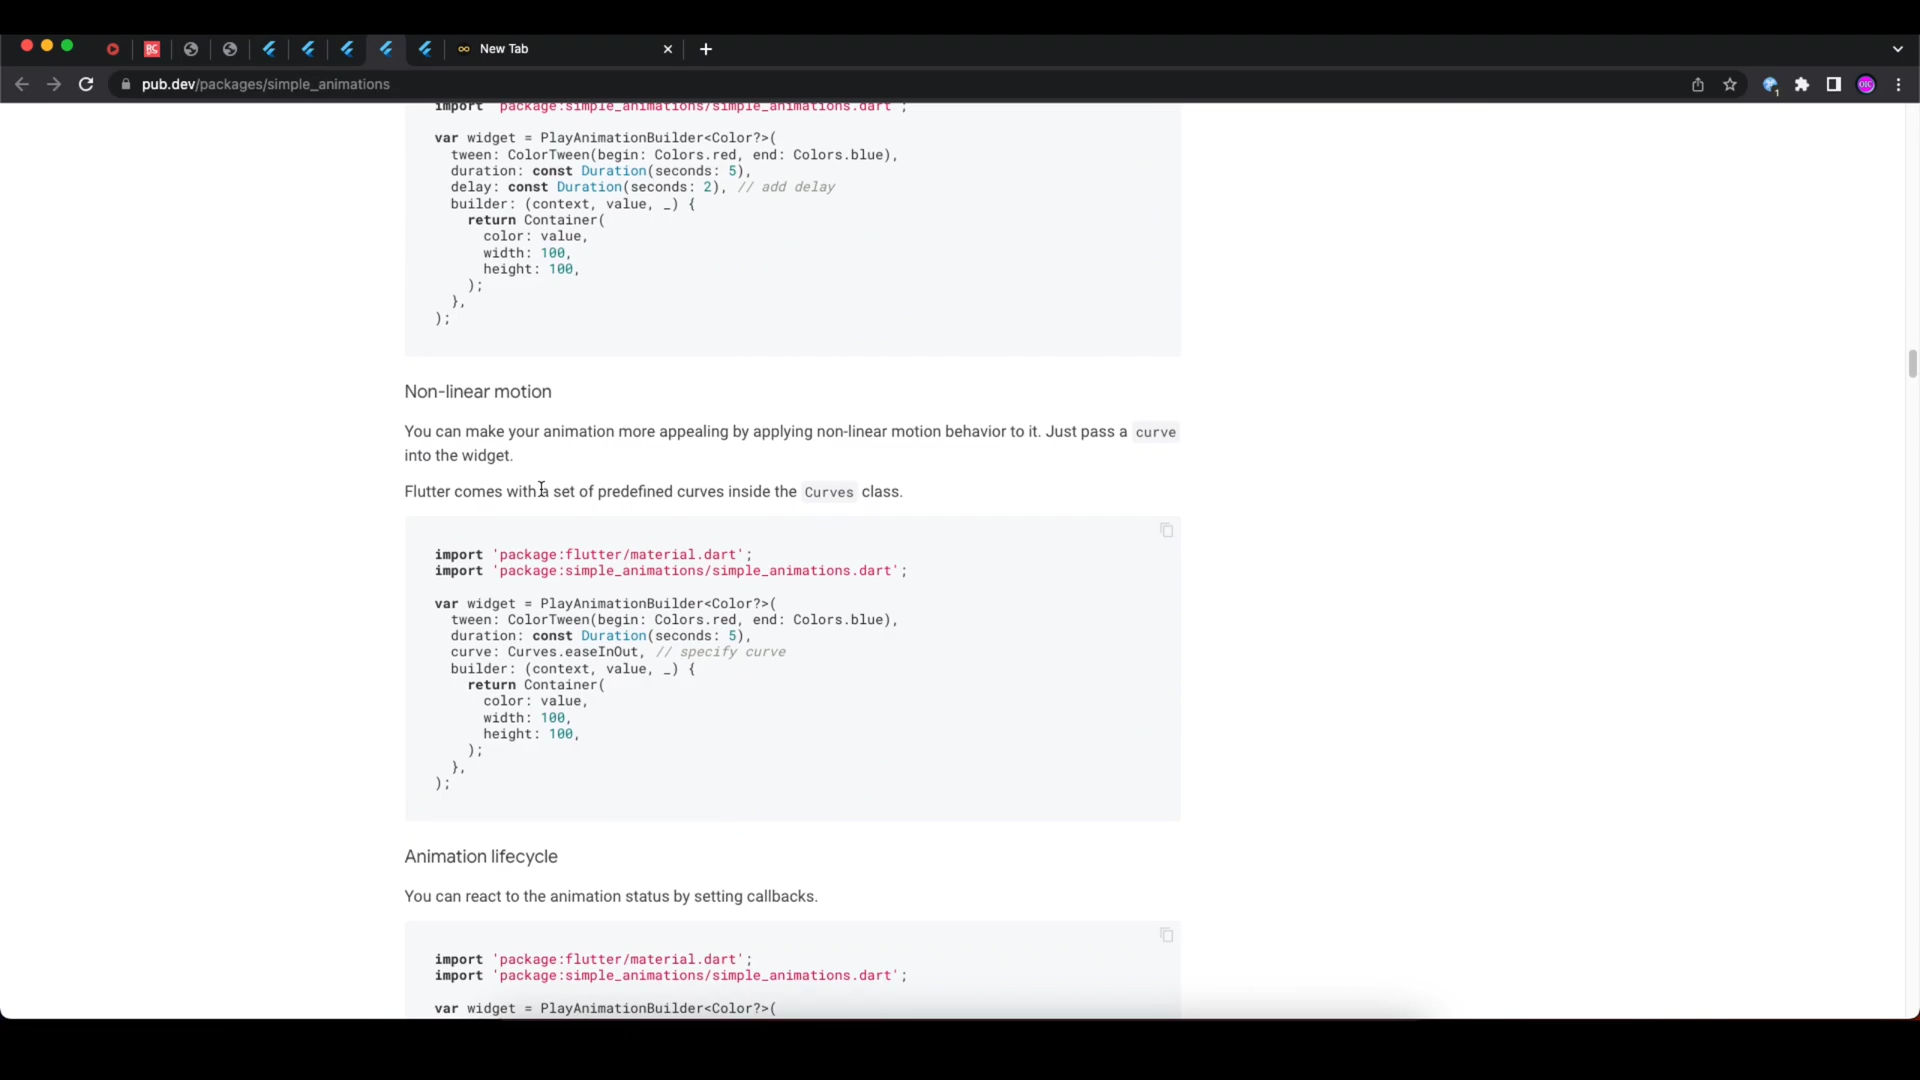 RC
New Tab
pub.dev/packages/simple_animations
import 'package:simple_animations/simple_animations.dart';
var widget = PlayAnimationBuilder<Color?>(
  tween: ColorTween(begin: Colors.red, end: Colors.blue),
  duration: const Duration(seconds: 5),
  delay: const Duration(seconds: 2), // add delay
  builder: (context, value, _) {
    return Container(
      color: value,
      width: 100,
      height: 100,
    );
  },
);
Non-linear motion
You can make your animation more appealing by applying non-linear motion behavior to it. Just pass a curve
into the widget.
Flutter comes with a set of predefined curves inside the Curves class.
import 'package:flutter/material.dart';
import 'package:simple_animations/simple_animations.dart';
var widget = PlayAnimationBuilder<Color?>(
  tween: ColorTween(begin: Colors.red, end: Colors.blue),
  duration: const Duration(seconds: 5),
  curve: Curves.easeInOut, // specify curve
  builder: (context, value, _) {
    return Container(
      color: value,
      width: 100,
      height: 100,
    );
  },
);
Animation lifecycle
You can react to the animation status by setting callbacks.
import 'package:flutter/material.dart';
import 'package:simple_animations/simple_animations.dart';
var widget = PlayAnimationBuilder<Color?>(